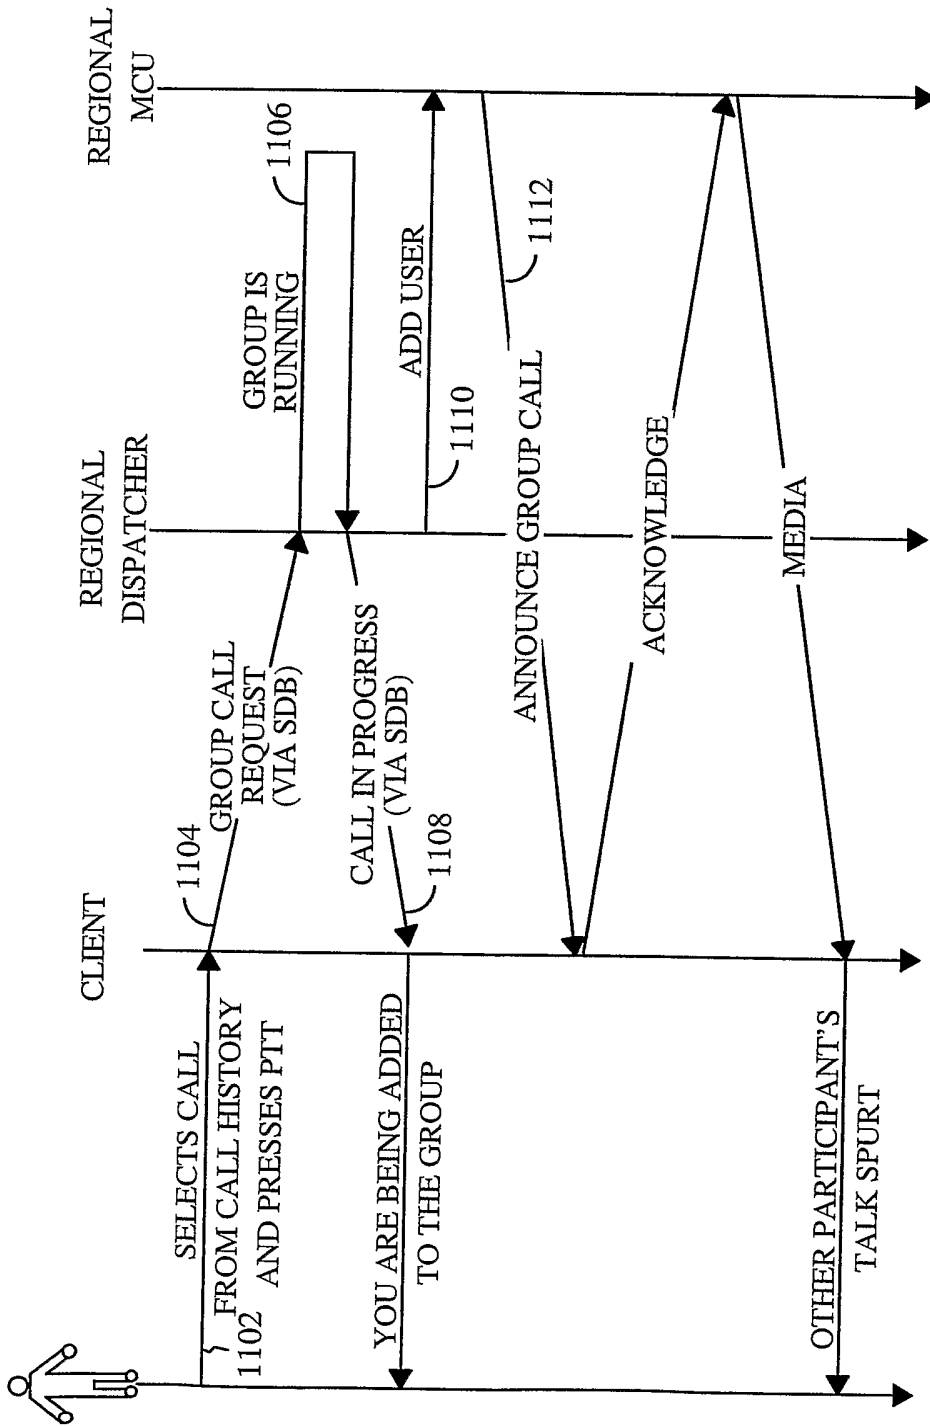 CLIENT
REGIONAL
DISPATCHER
REGIONAL
MCU
SELECTS CALL
FROM CALL HISTORY
AND PRESSES PTT
1102
1104
GROUP CALL
REQUEST
(VIA SDB)
GROUP IS
RUNNING
1106
CALL IN PROGRESS
(VIA SDB)
1108
YOU ARE BEING ADDED
TO THE GROUP
ADD USER
1110
ANNOUNCE GROUP CALL
1112
ACKNOWLEDGE
MEDIA
OTHER PARTICIPANT'S
TALK SPURT